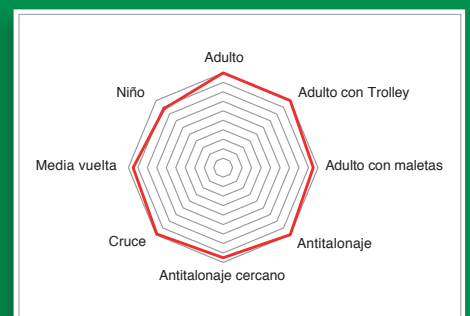 Adulto
Niño
Adulto con Trolley
Media vuelta
Adulto con maletas
Cruce
Antitalonaje
Antitalonaje cercano